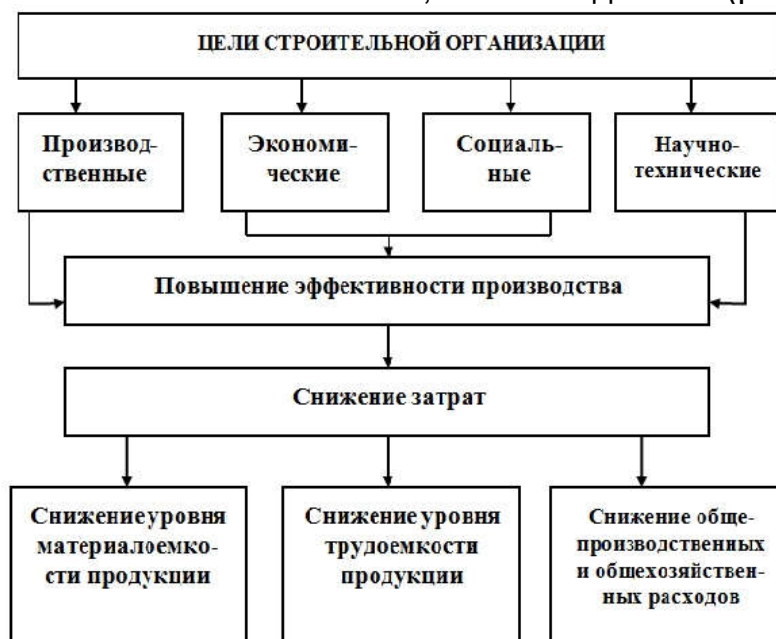 ЦЕЛИ СТРОИТЕЛЬНОЙ ОРГАНИЗАЦИИ
Производ-
ственные
Экономи-
ческие
Социаль-
ные
Научно-
технические
Повышение эффективности производства
Снижение затрат
Снижение уровня
материалоемко-
сти продукции
Снижение уровня
трудоемкости
продукции
Снижение обще-
производственных
и общехозяйствен-
ных расходов